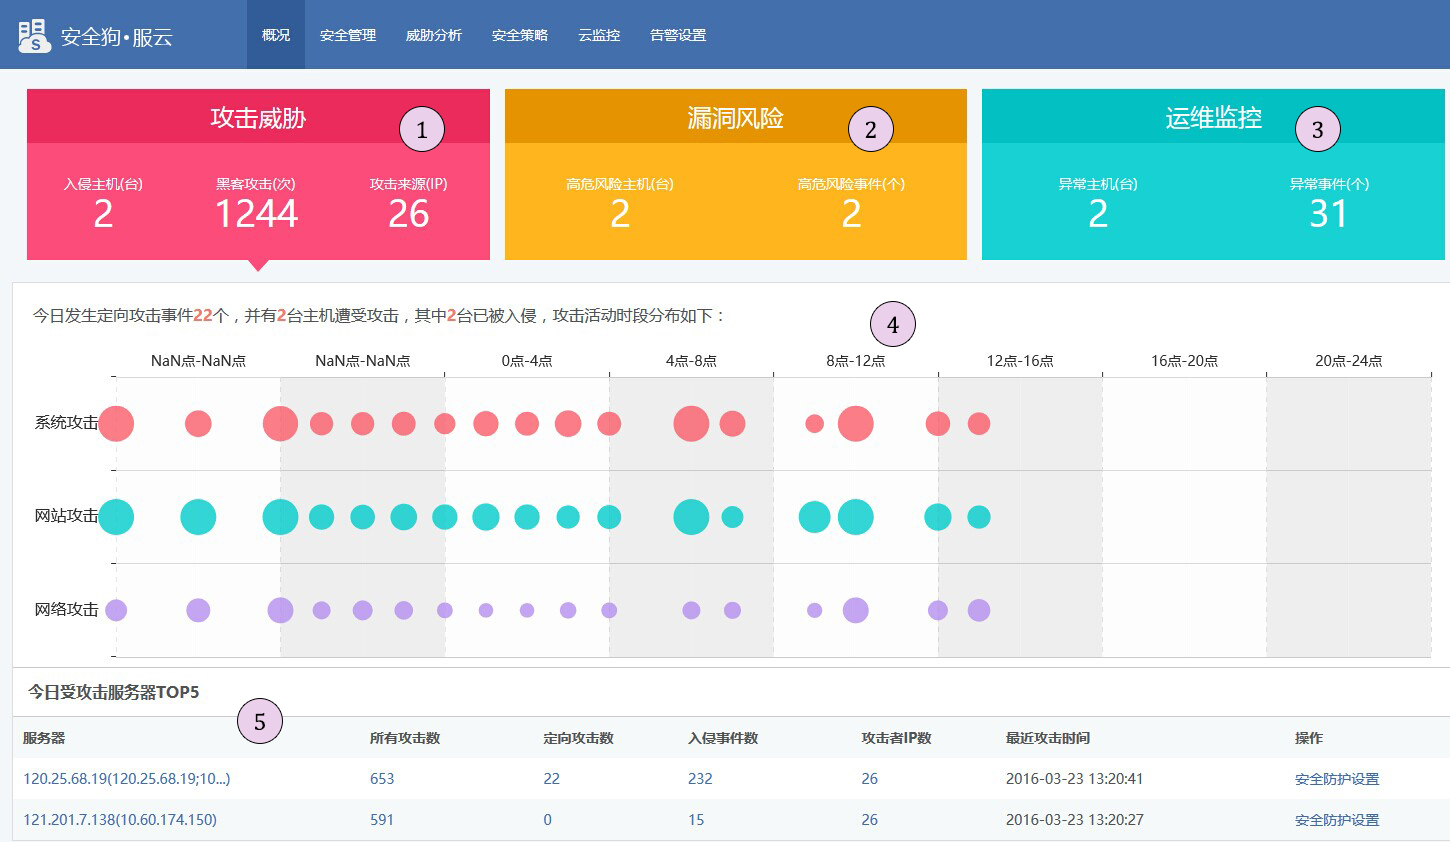 安全狗•服云
概况 安全管理 威胁分析 安全策略 云监控 告警设置
攻击威胁 1 漏洞风险 2 运维监控 3
入侵主机(台) 黑客攻击(次) 攻击来源(IP) 高危风险主机(台) 高危风险事件(个) 异常主机(台) 异常事件(个)
2 1244 26 2 2 2 31
今日发生定向攻击事件22个，并有2台主机遭受攻击，其中2台已被入侵，攻击活动时段分布如下： 4
NaN点-NaN点 NaN点-NaN点 0点-4点 4点-8点 8点-12点 12点-16点 16点-20点 20点-24点
系统攻击
网站攻击
网络攻击
今日受攻击服务器TOP5
5
服务器 所有攻击数 定向攻击数 入侵事件数 攻击者IP数 最近攻击时间 操作
120.25.68.19(120.25.68.19;10...) 653 22 232 26 2016-03-23 13:20:41 安全防护设置
121.201.7.138(10.60.174.150) 591 0 15 26 2016-03-23 13:20:27 安全防护设置